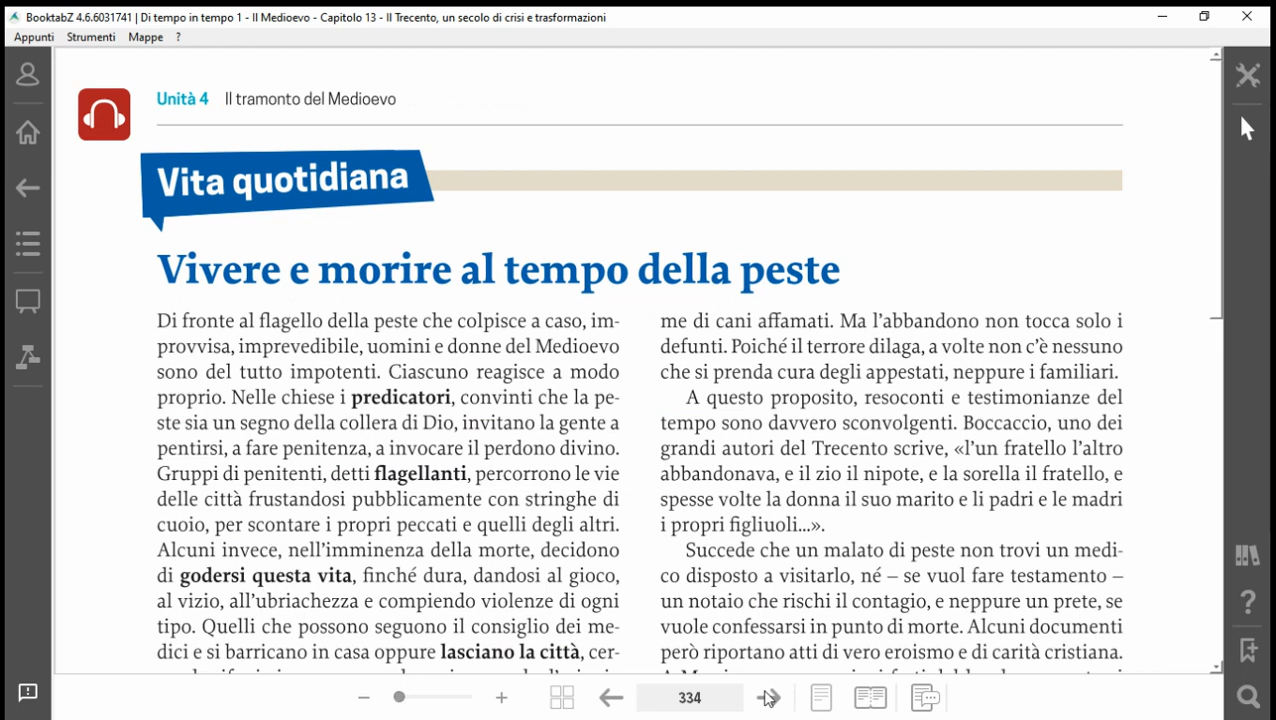 BooktabZ 4.6.6031741 | Di tempo in tempo 1 - Il Medioevo - Capitolo 13 - Il Trecento, un secolo di crisi e trasformazioni
Appunti Strumenti Mappe ?
Unità 4 Il tramonto del Medioevo
Vita quotidiana
Vivere e morire al tempo della peste
Di fronte al flagello della peste che colpisce a caso, im-
provvisa, imprevedibile, uomini e donne del Medioevo
sono del tutto impotenti. Ciascuno reagisce a modo
proprio. Nelle chiese i predicatori, convinti che la pe-
ste sia un segno della collera di Dio, invitano la gente a
pentirsi, a fare penitenza, a invocare il perdono divino.
Gruppi di penitenti, detti flagellanti, percorrono le vie
delle città frustandosi pubblicamente con stringhe di
cuoio, per scontare i propri peccati e quelli degli altri.
Alcuni invece, nell'imminenza della morte, decidono
di godersi questa vita, finché dura, dandosi al gioco,
al vizio, all'ubriachezza e compiendo violenze di ogni
tipo. Quelli che possono seguono il consiglio dei me-
dici e si barricano in casa oppure lasciano la città, cer-
me di cani affamati. Ma l'abbandono non tocca solo i
defunti. Poiché il terrore dilaga, a volte non c'è nessuno
che si prenda cura degli appestati, neppure i familiari.
A questo proposito, resoconti e testimonianze del
tempo sono davvero sconvolgenti. Boccaccio, uno dei
grandi autori del Trecento scrive, «l'un fratello l'altro
abbandonava, e il zio il nipote, e la sorella il fratello, e
spesse volte la donna il suo marito e li padri e le madri
i propri figliuoli...».
Succede che un malato di peste non trovi un medi-
co disposto a visitarlo, né – se vuol fare testamento –
un notaio che rischi il contagio, e neppure un prete, se
vuole confessarsi in punto di morte. Alcuni documenti
però riportano atti di vero eroismo e di carità cristiana.
334